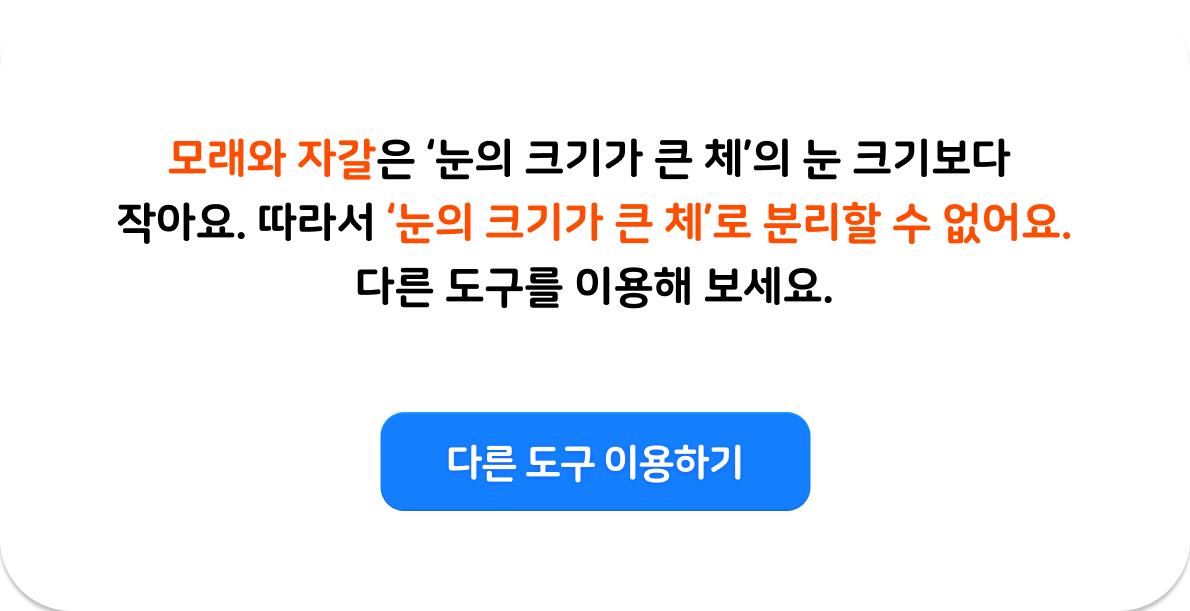 모래와 자갈은 ‘눈의 크기가 큰 체’의 눈 크기보다
작아요. 따라서 ‘눈의 크기가 큰 체’로 분리할 수 없어요.
다른 도구를 이용해 보세요.
다른 도구 이용하기